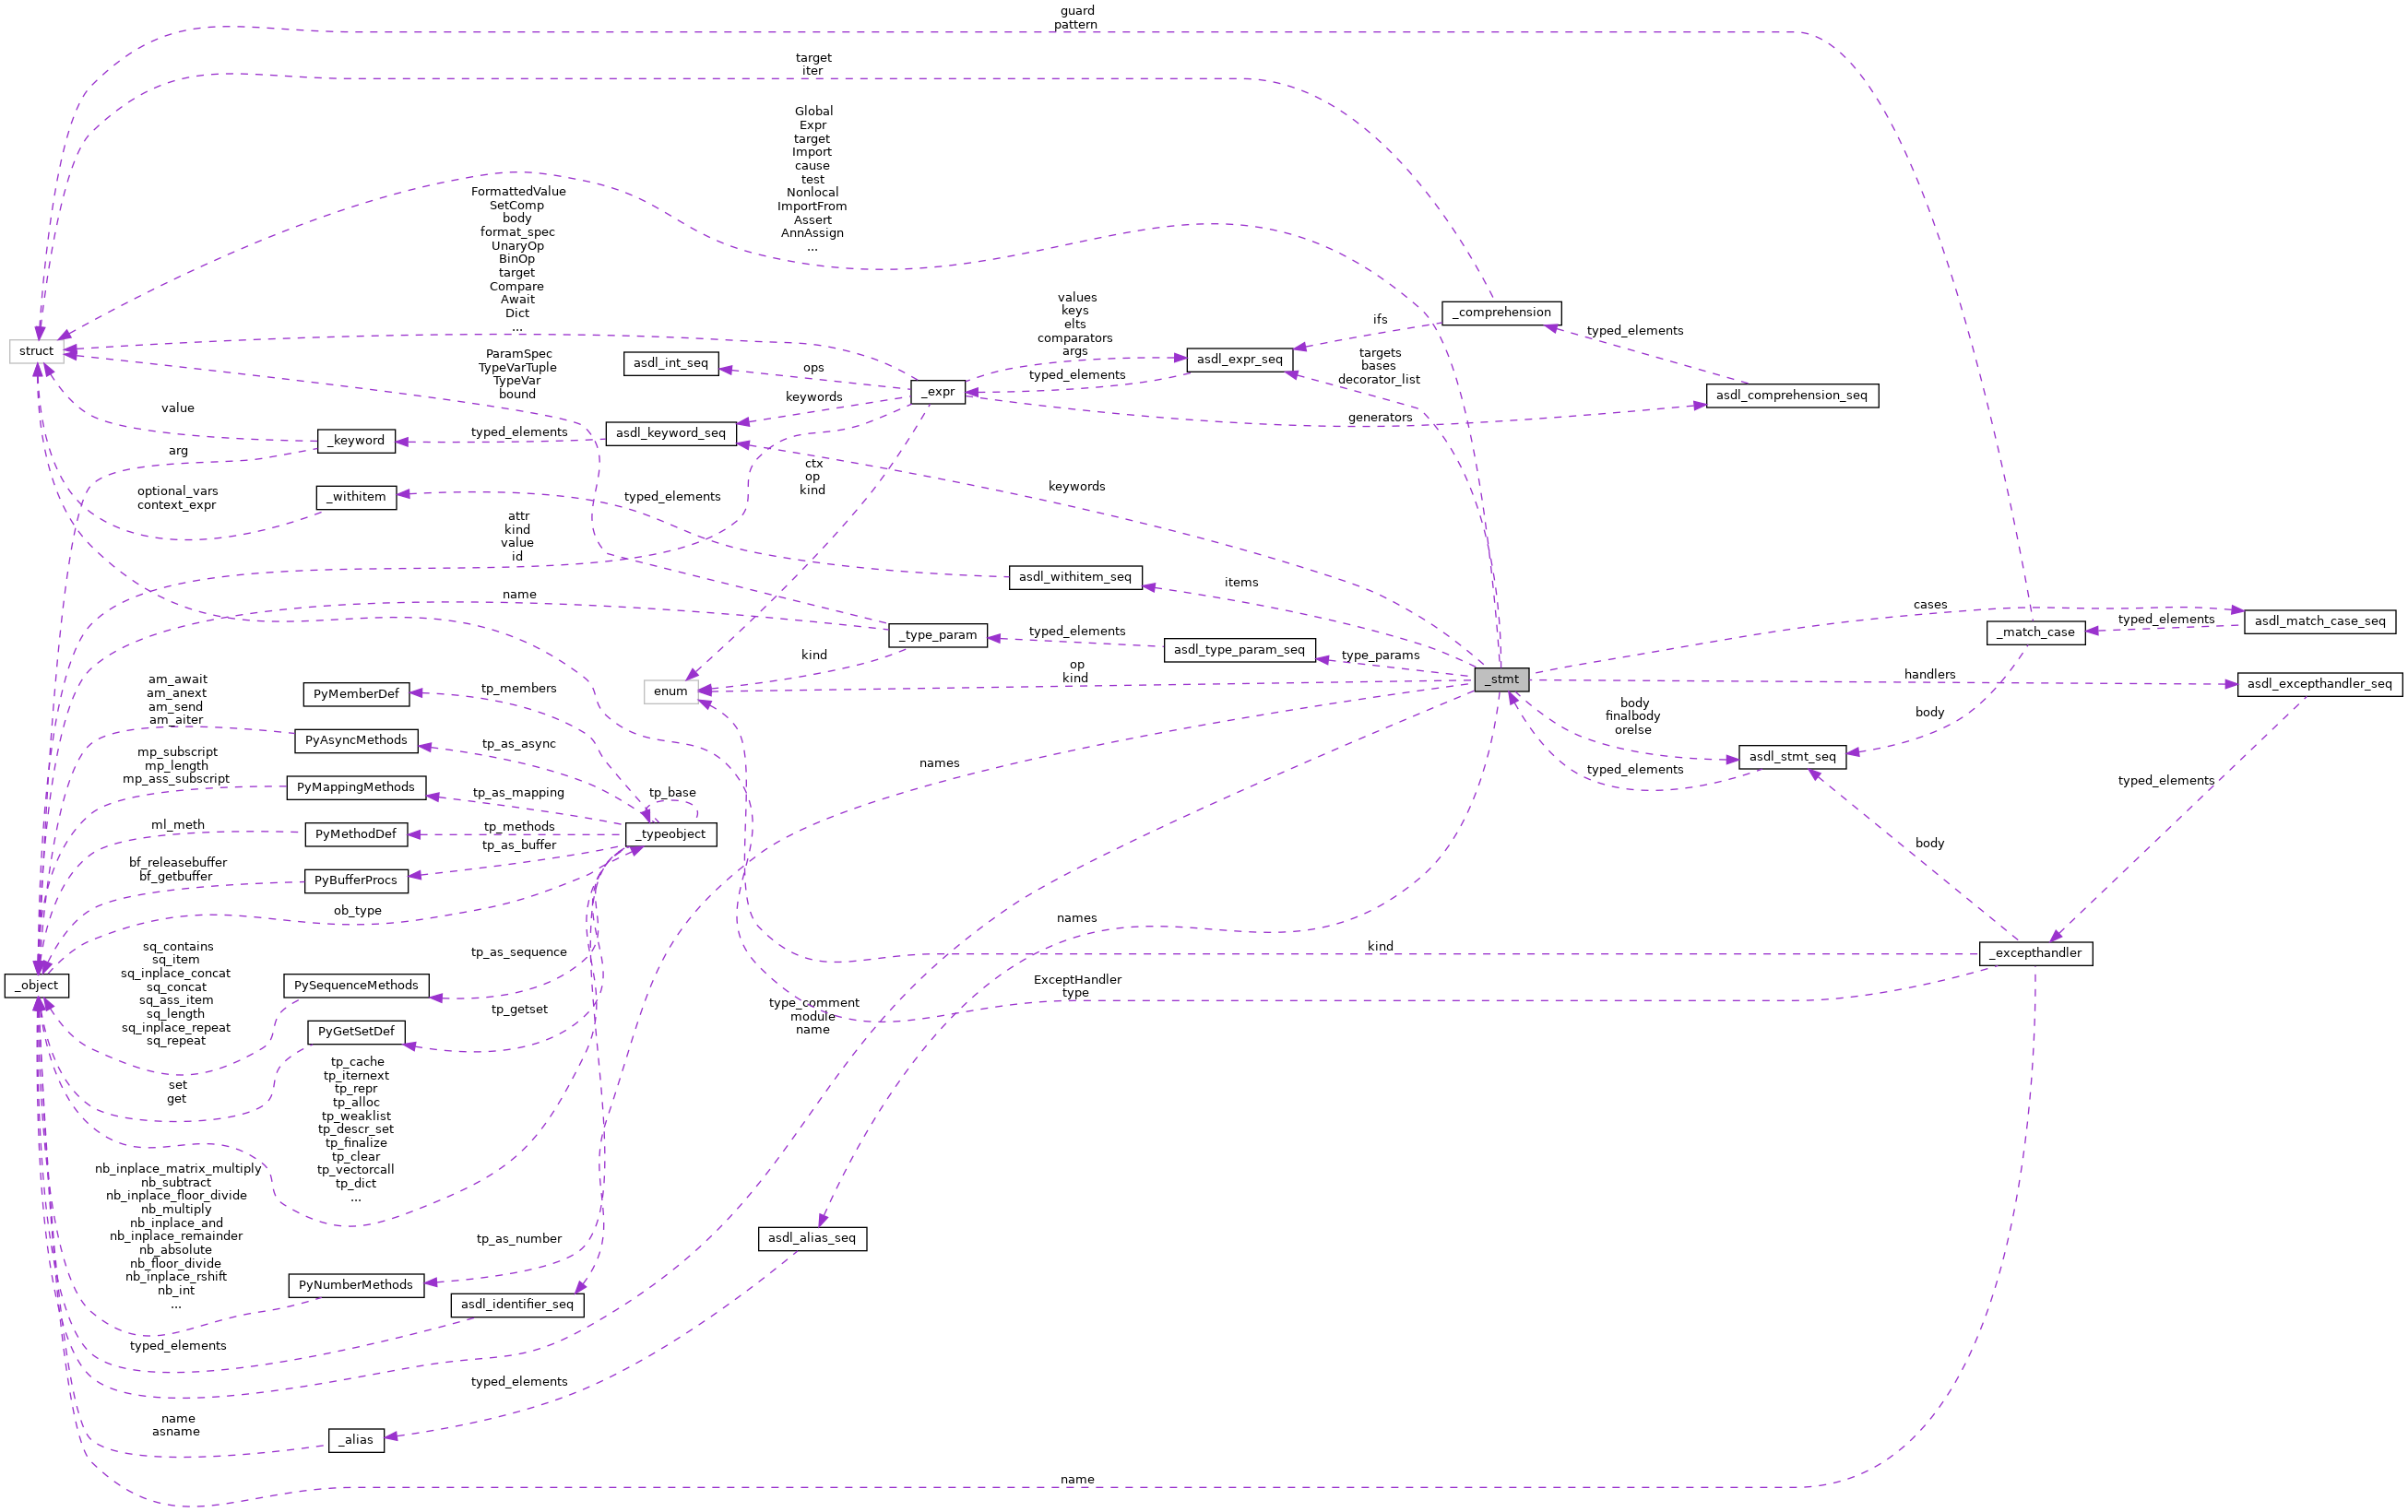 guard
pattern
target
iter
Global
Expr
target
Import
cause
test
Nonlocal
ImportFrom
Assert
AnnAssign
...
FormattedValue
SetComp
body
format_spec
UnaryOp
BinOp
target
Compare
Await
Dict
...
values
keys
elts
comparators
args
_comprehension
ifs
typed_elements
struct
ParamSpec
TypeVarTuple
TypeVar
bound
asdl_int_seq
ops
asdl_expr_seq
targets
bases
decorator_list
typed_elements
_expr
asdl_comprehension_seq
keywords
generators
value
_keyword
typed_elements
asdl_keyword_seq
arg
ctx
op
kind
keywords
optional_vars
context_expr
_withitem
typed_elements
attr
kind
value
id
asdl_withitem_seq
items
name
cases
asdl_match_case_seq
typed_elements
_match_case
_type_param
typed_elements
asdl_type_param_seq
type_params
kind
op
kind
enum
_stmt
handlers
asdl_excepthandler_seq
am_await
am_anext
am_send
am_aiter
PyMemberDef
tp_members
body
finalbody
orelse
body
PyAsyncMethods
tp_as_async
mp_subscript
mp_length
mp_ass_subscript
names
asdl_stmt_seq
typed_elements
typed_elements
PyMappingMethods
tp_as_mapping
tp_base
ml_meth
PyMethodDef
tp_methods
_typeobject
tp_as_buffer
body
bf_releasebuffer
bf_getbuffer
PyBufferProcs
ob_type
names
kind
_excepthandler
sq_contains
sq_item
sq_inplace_concat
sq_concat
sq_ass_item
sq_length
sq_inplace_repeat
sq_repeat
tp_as_sequence
_object
PySequenceMethods
ExceptHandler
type
type_comment
module
name
tp_getset
PyGetSetDef
set
get
tp_cache
tp_iternext
tp_repr
tp_alloc
tp_weaklist
tp_descr_set
tp_finalize
tp_clear
tp_vectorcall
tp_dict
...
nb_inplace_matrix_multiply
nb_subtract
nb_inplace_floor_divide
nb_multiply
nb_inplace_and
nb_inplace_remainder
nb_absolute
nb_floor_divide
nb_inplace_rshift
nb_int
...
tp_as_number
asdl_alias_seq
PyNumberMethods
asdl_identifier_seq
typed_elements
typed_elements
name
asname
_alias
name